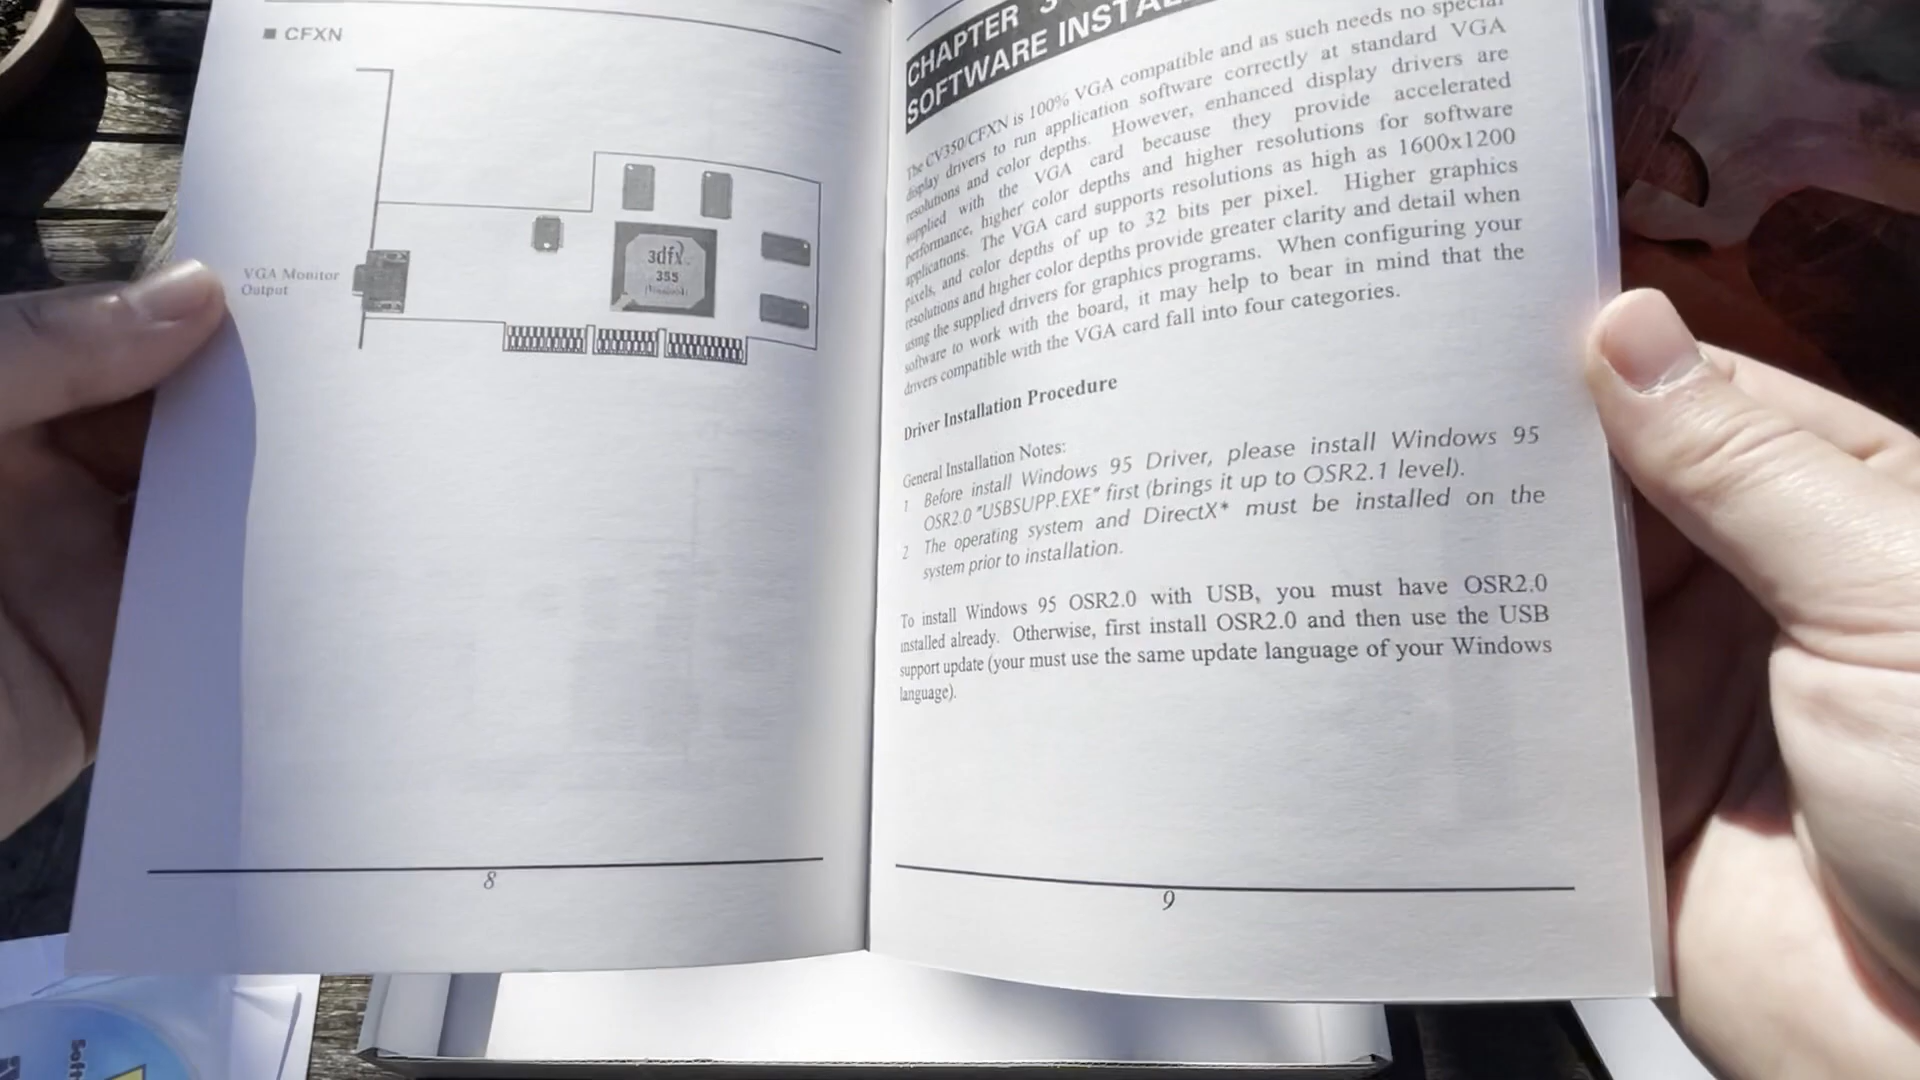 ■ CFXN
VGA Monitor
Output
3dfx
355
8
CHAPTER 3
SOFTWARE
The CV350/CFXN is 100% VGA compatible and as such needs no special
display drivers to run application software correctly at standard VGA
resolutions and color depths. However, enhanced display drivers are
supplied with the VGA card because they provide accelerated
performance, higher color depths and higher resolutions for software
applications. The VGA card supports resolutions as high as 1600x1200
pixels, and color depths of up to 32 bits per pixel. Higher graphics
resolutions and higher color depths provide greater clarity and detail when
using the supplied drivers for graphics programs. When configuring your
software to work with the board, it may help to bear in mind that the
drivers compatible with the VGA card fall into four categories.
Driver Installation Procedure
General Installation Notes:
1 Before install Windows 95 Driver, please install Windows 95
OSR2.0 "USBSUPP.EXE" first (brings it up to OSR2.1 level).
2 The operating system and DirectX* must be installed on the
system prior to installation.
To install Windows 95 OSR2.0 with USB, you must have OSR2.0
installed already. Otherwise, first install OSR2.0 and then use the USB
support update (your must use the same update language of your Windows
language).
9